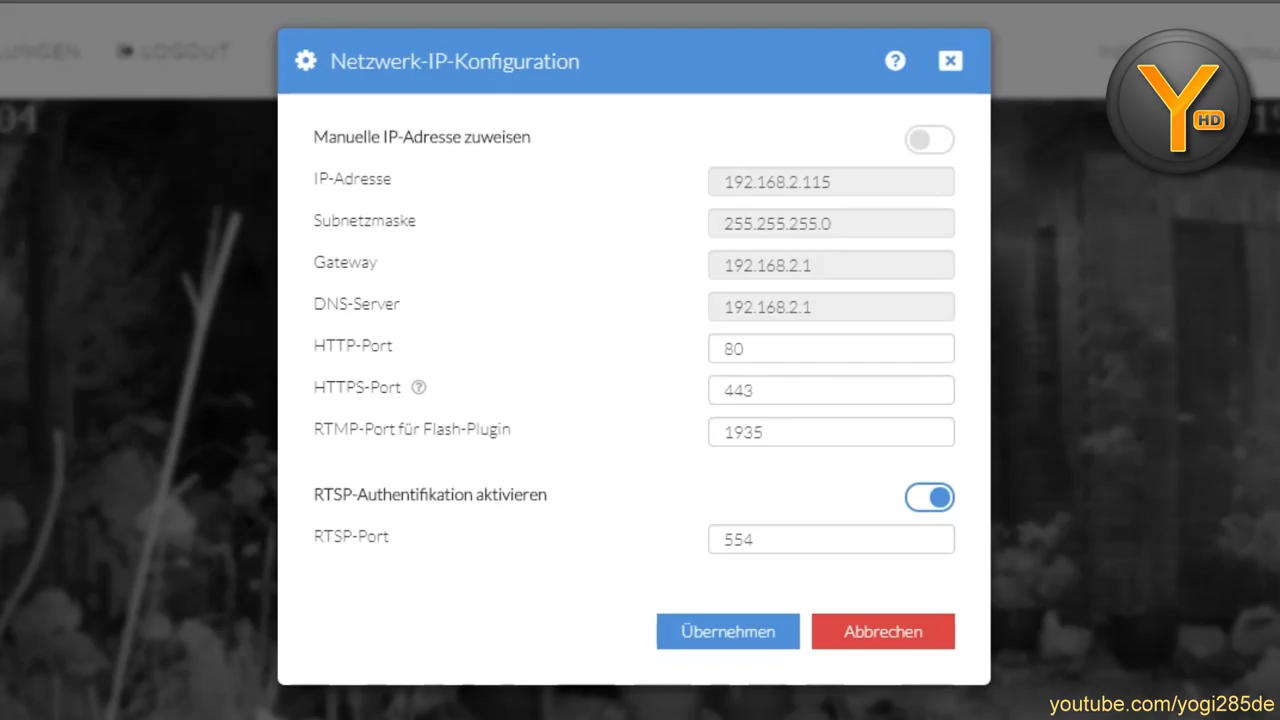 LOGOUT
04
Netzwerk-IP-Konfiguration
Y HD
Manuelle IP-Adresse zuweisen
IP-Adresse 192.168.2.115
Subnetzmaske 255.255.255.0
Gateway 192.168.2.1
DNS-Server 192.168.2.1
HTTP-Port 80
HTTPS-Port ? 443
RTMP-Port für Flash-Plugin 1935
RTSP-Authentifikation aktivieren
RTSP-Port 554
Übernehmen Abbrechen
youtube.com/yogi285de